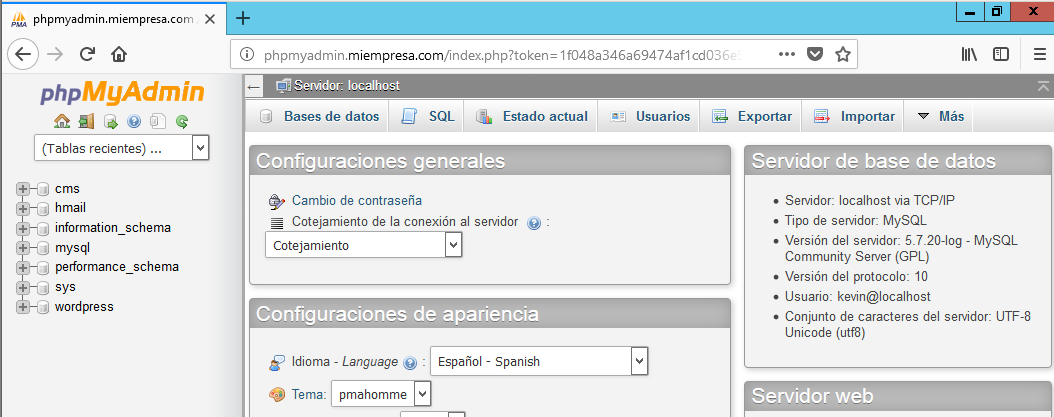 phpmyadmin.miempresa.com
phpmyadmin.miempresa.com/index.php?token=1f048a346a69474af1cd036e
phpMyAdmin
(Tablas recientes) ...
cms
hmail
information_schema
mysql
performance_schema
sys
wordpress
Servidor: localhost
Bases de datos SQL Estado actual Usuarios Exportar Importar Más
Configuraciones generales
Cambio de contraseña
Cotejamiento de la conexión al servidor :
Cotejamiento
Configuraciones de apariencia
Idioma - Language : Español - Spanish
Tema: pmahomme
Servidor de base de datos
Servidor: localhost via TCP/IP
Tipo de servidor: MySQL
Versión del servidor: 5.7.20-log - MySQL
Community Server (GPL)
Versión del protocolo: 10
Usuario: kevin@localhost
Conjunto de caracteres del servidor: UTF-8
Unicode (utf8)
Servidor web